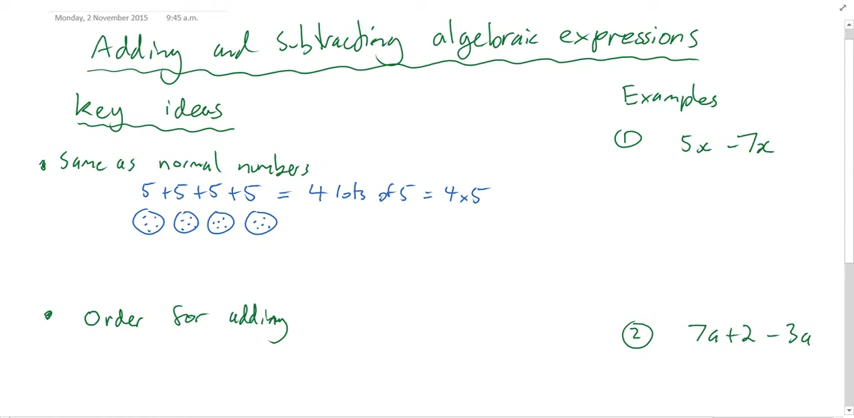 Monday, 2 November 2015 9:45 a.m.
Adding and subtracting algebraic expressions
Key ideas
Examples
① 5x - 7x
• Same as normal numbers
5 + 5 + 5 + 5 = 4 lots of 5 = 4 x 5
• Order for adding
② 7a + 2 - 3a